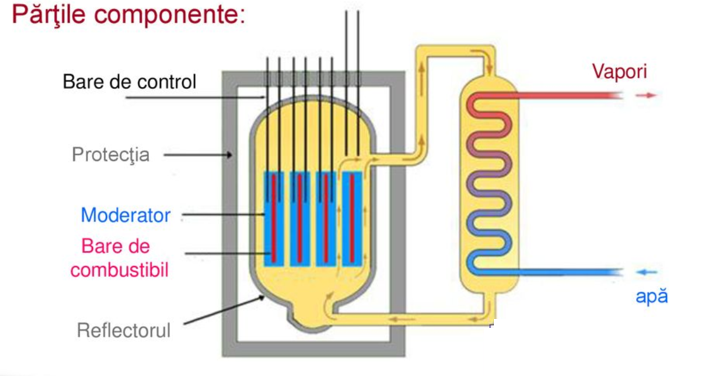 Părţile componente:
Bare de control
Vapori
Protecţia
Moderator
Bare de
combustibil
apă
Reflectorul